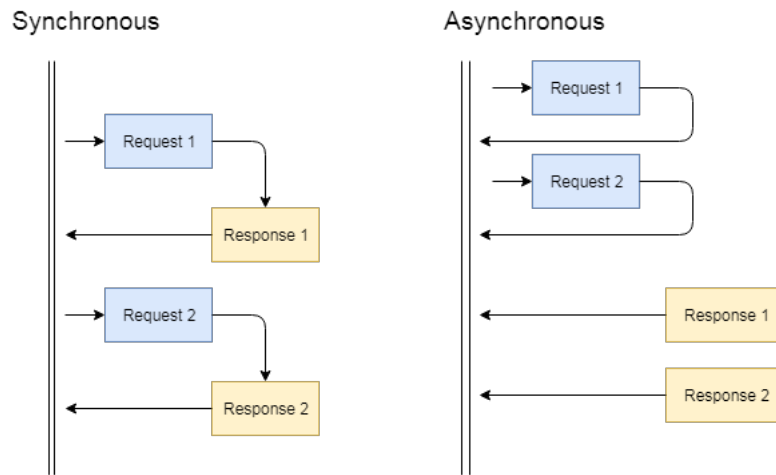 Synchronous
Request 1
Response 1
Request 2
Response 2
Asynchronous
Request 1
Request 2
Response 1
Response 2